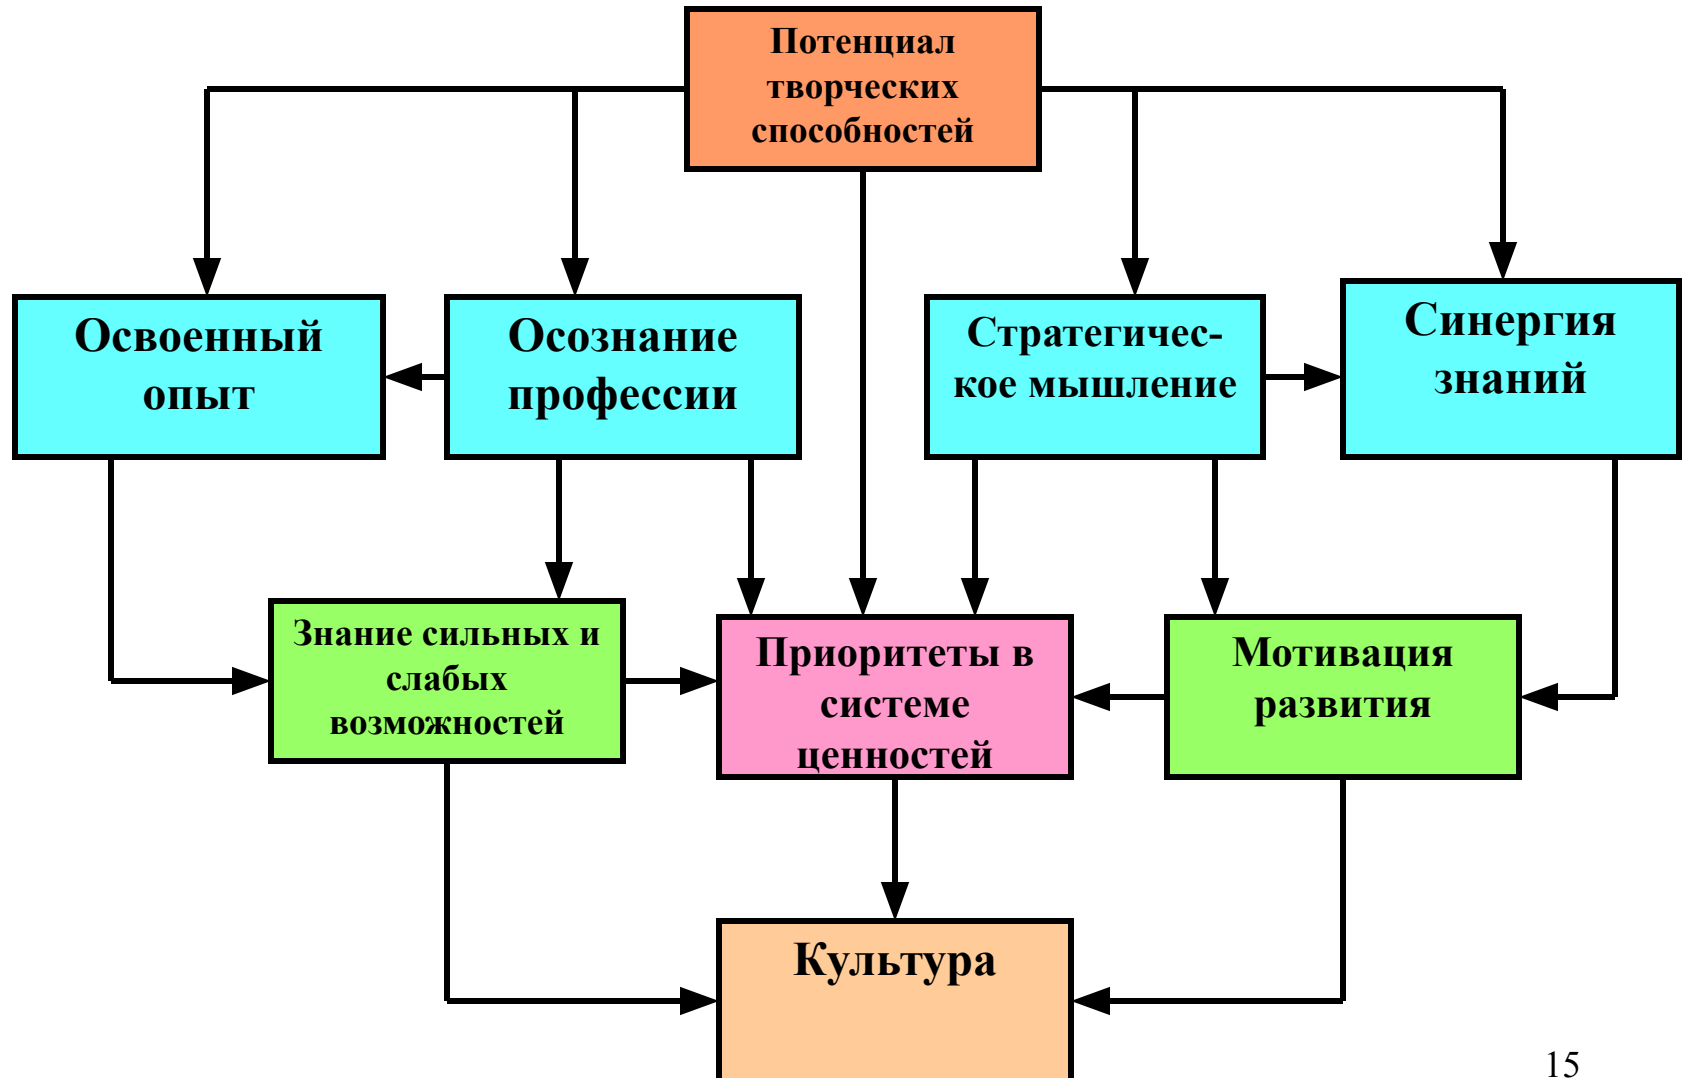 Потенциал
творческих
способностей
Освоенный
опыт
Осознание
профессии
Стратегичес-
кое мышление
Синергия
знаний
Знание сильных и
слабых
возможностей
Приоритеты в
системе
ценностей
Мотивация
развития
Культура
15